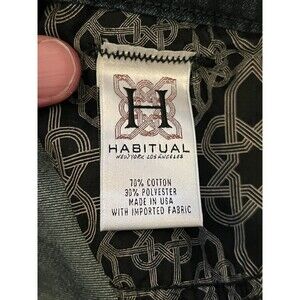 H
HABITUAL
NEW YORK LOS ANGELES
70% COTTON
30% POLYESTER
MADE IN USA
WITH IMPORTED FABRIC